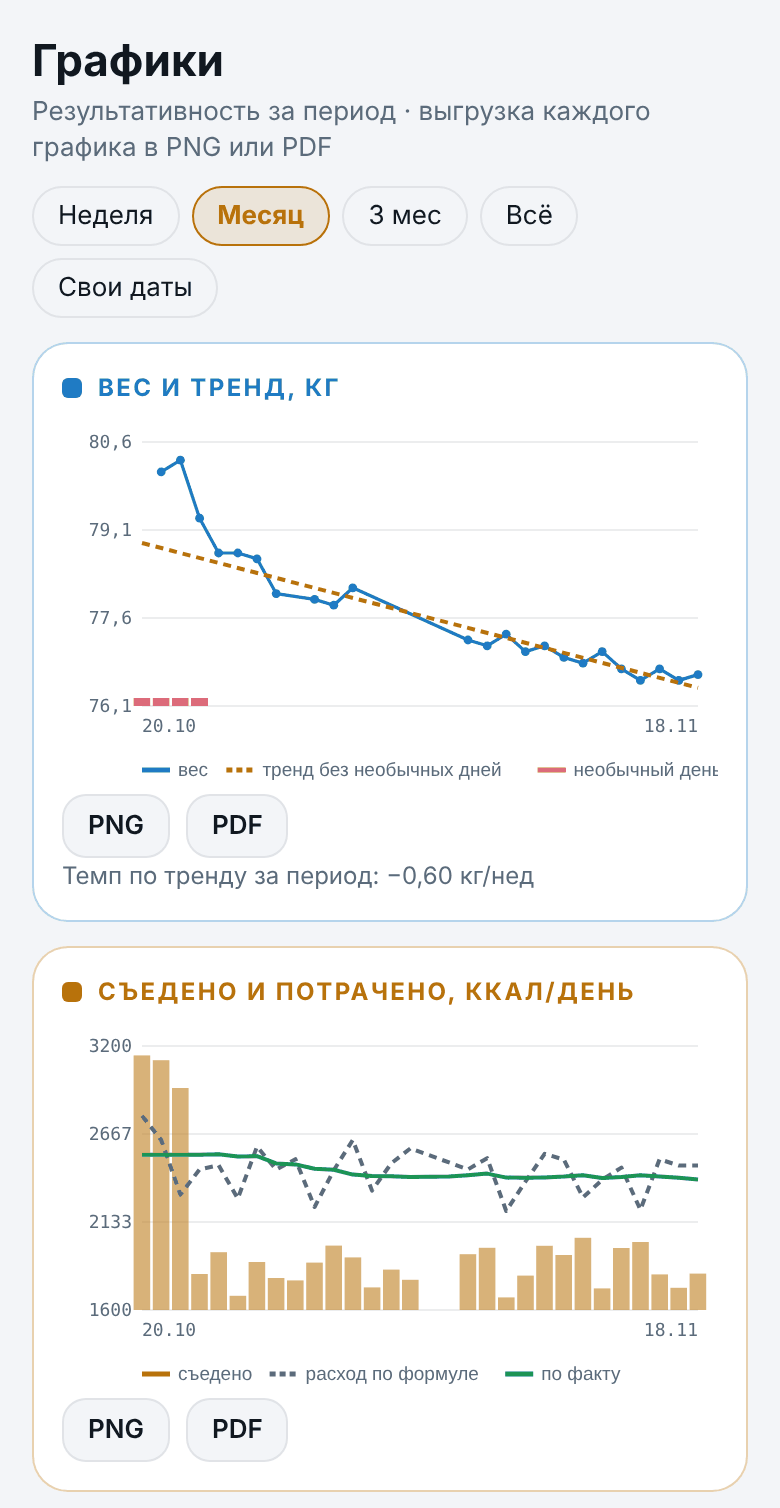 Графики
Результативность за период · выгрузка каждого
графика в PNG или PDF
Неделя Месяц 3 мес Всё
Свои даты
ВЕС И ТРЕНД, КГ
80,6
79,1
77,6
76,1
20.10 18.11
вес тренд без необычных дней необычный день
PNG PDF
Темп по тренду за период: −0,60 кг/нед
СЪЕДЕНО И ПОТРАЧЕНО, ККАЛ/ДЕНЬ
3200
2667
2133
1600
20.10 18.11
съедено расход по формуле по факту
PNG PDF